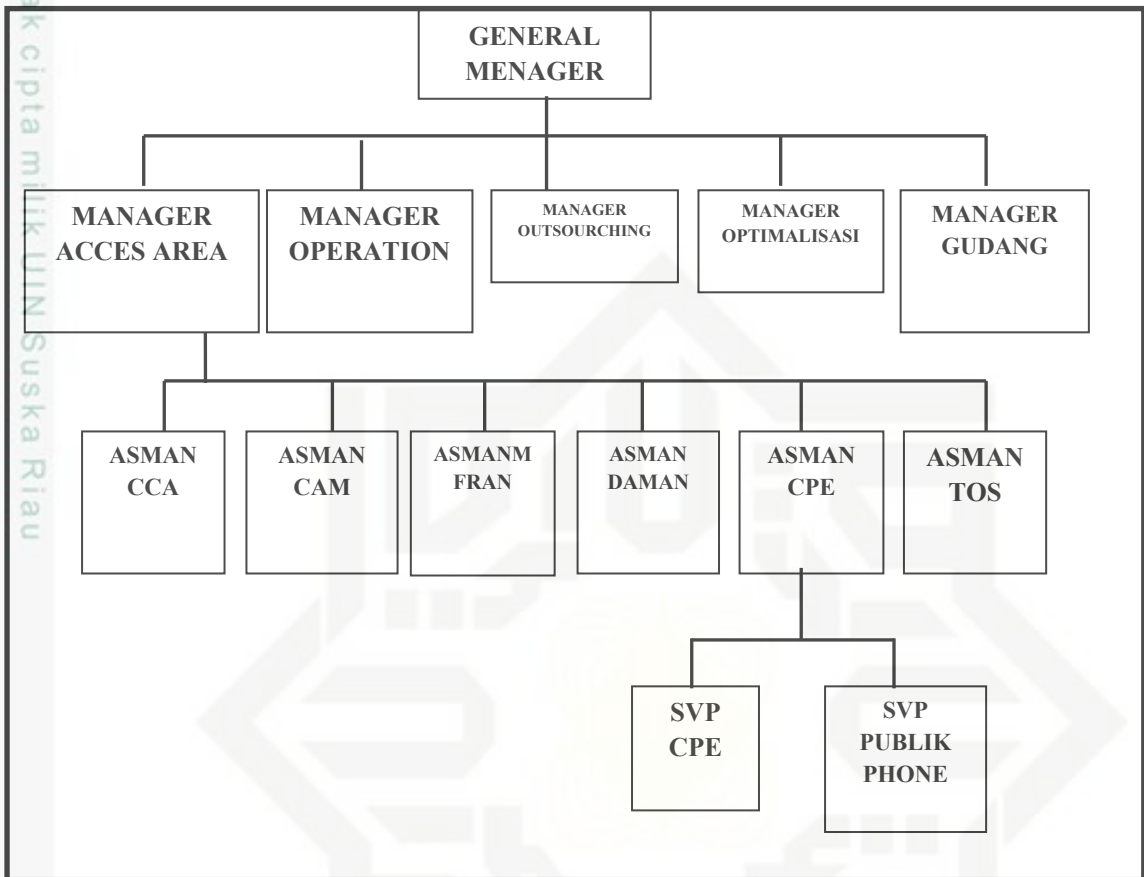 GENERAL
MENAGER
MANAGER
ACCES AREA
MANAGER
OPERATION
MANAGER
OUTSOURCHING
MANAGER
OPTIMALISASI
MANAGER
GUDANG
ASMAN
CCA
ASMAN
CAM
ASMANM
FRAN
ASMAN
DAMAN
ASMAN
CPE
ASMAN
TOS
SVP
CPE
SVP
PUBLIK
PHONE
ak cipta milik UIN Suska Riau